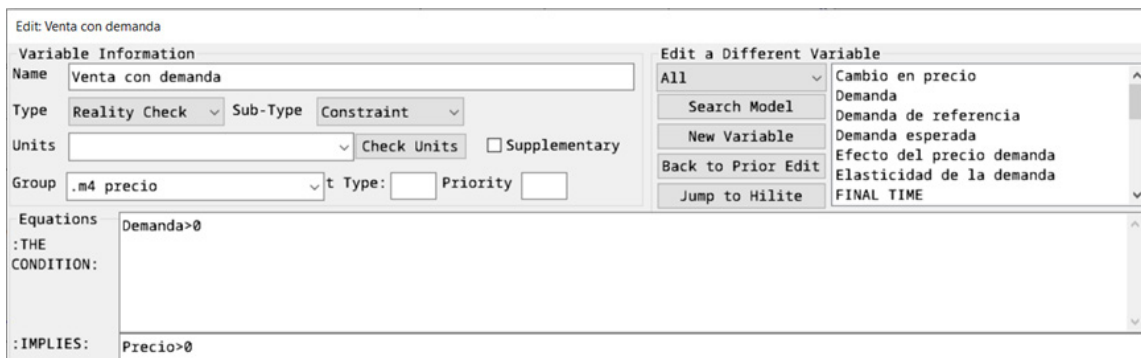 Edit: Venta con demanda
Variable Information
Name Venta con demanda
Type Reality Check Sub-Type Constraint
Units Check Units Supplementary
Group .m4 precio t Type: Priority
Edit a Different Variable
All
Search Model
New Variable
Back to Prior Edit
Jump to Hilite
Cambio en precio
Demanda
Demanda de referencia
Demanda esperada
Efecto del precio demanda
Elasticidad de la demanda
FINAL TIME
Equations
:THE
CONDITION:
Demanda>0
:IMPLIES: Precio>0